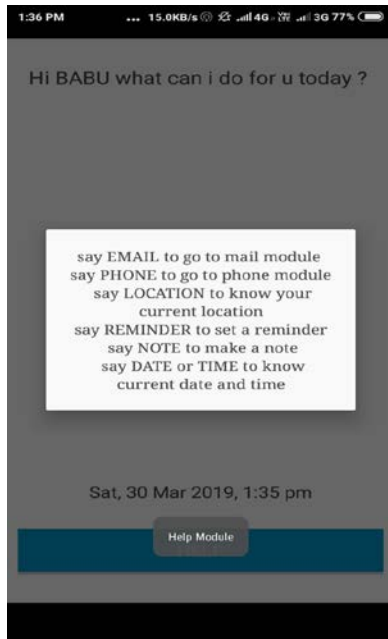 1:36 PM ... 15.0KB/s 4G 3G 77%
Hi BABU what can i do for u today ?
say EMAIL to go to mail module
say PHONE to go to phone module
say LOCATION to know your
current location
say REMINDER to set a reminder
say NOTE to make a note
say DATE or TIME to know
current date and time
Sat, 30 Mar 2019, 1:35 pm
Help Module